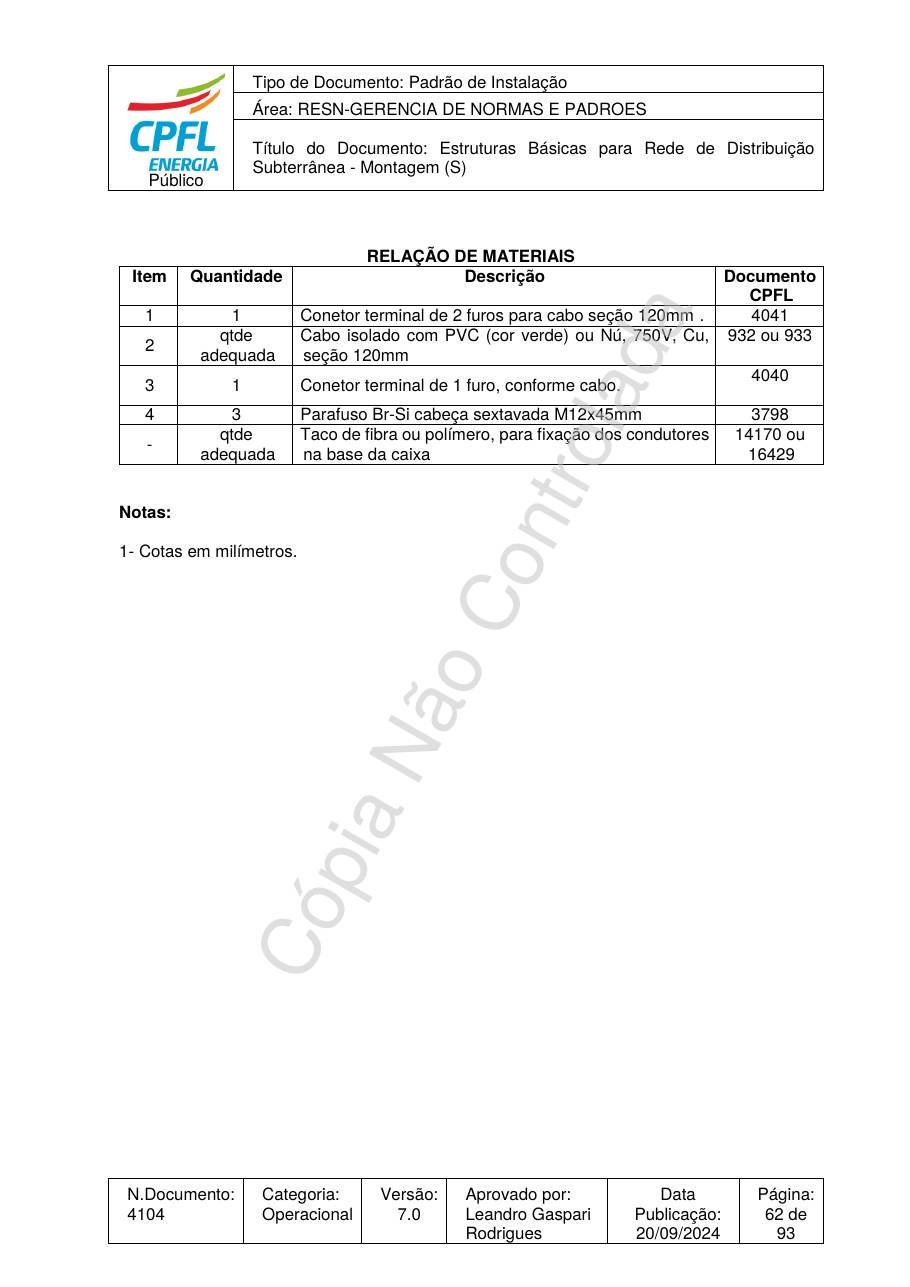 CPFL
ENERGIA
Público
Tipo de Documento: Padrão de Instalação
Área: RESN-GERENCIA DE NORMAS E PADROES
Título do Documento: Estruturas Básicas para Rede de Distribuição
Subterrânea - Montagem (S)
RELAÇÃO DE MATERIAIS
Item Quantidade Descrição Documento
CPFL
1 1 Conetor terminal de 2 furos para cabo seção 120mm . 4041
2 qtde Cabo isolado com PVC (cor verde) ou Nú, 750V, Cu, 932 ou 933
adequada seção 120mm
3 1 Conetor terminal de 1 furo, conforme cabo. 4040
4 3 Parafuso Br-Si cabeça sextavada M12x45mm 3798
- qtde Taco de fibra ou polímero, para fixação dos condutores 14170 ou
adequada na base da caixa 16429
Notas:
1- Cotas em milímetros.
Cópia Não Controlada
N.Documento: Categoria: Versão: Aprovado por: Data Página:
4104 Operacional 7.0 Leandro Gaspari Publicação: 62 de
Rodrigues 20/09/2024 93